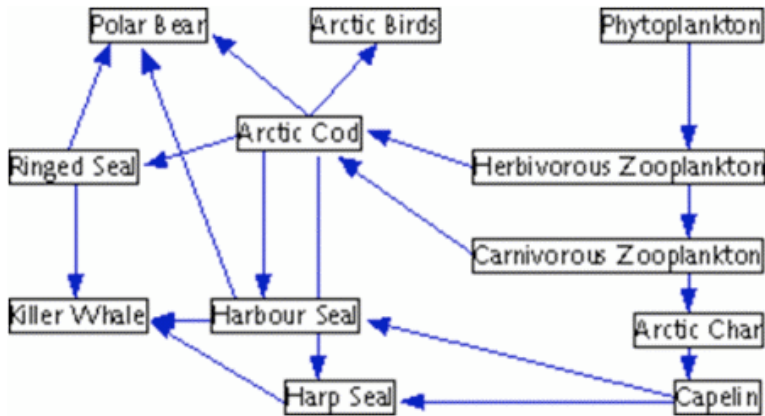 Polar Bear
Arctic Birds
Phytoplankton
Arctic Cod
Ringed Seal
Herbivorous Zooplankton
Carnivorous Zooplankton
Killer Whale
Harbour Seal
Arctic Char
Harp Seal
Capelin